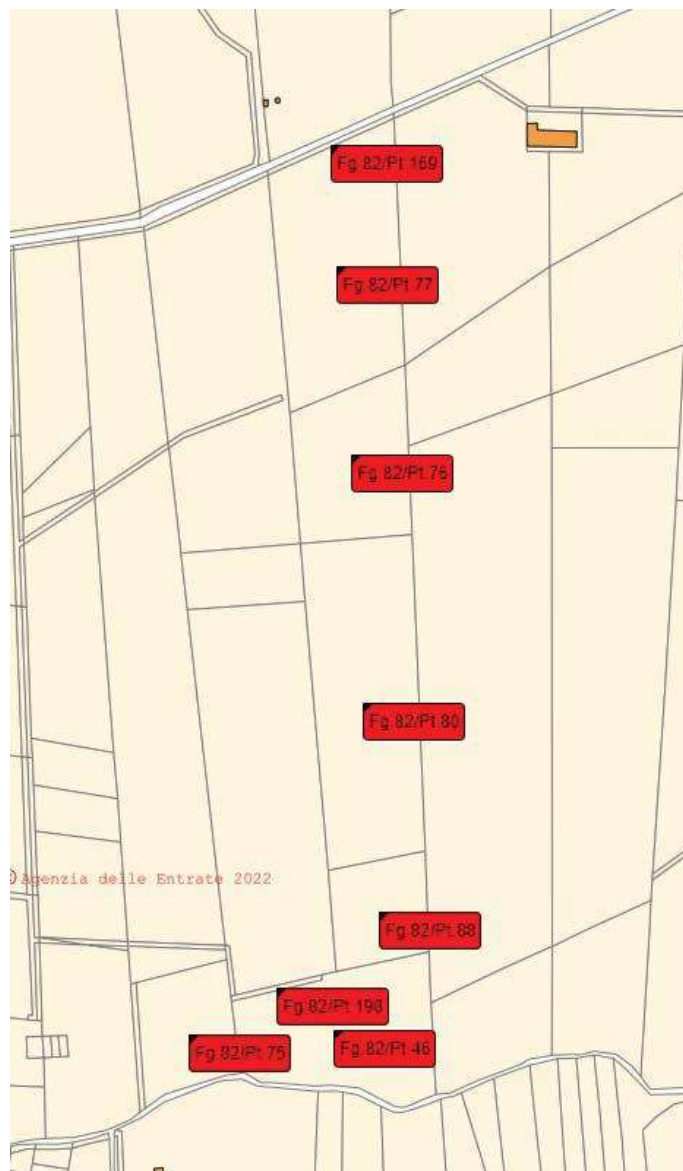 Fg 82/Pt 169
Fg 82/Pt 77
Fg 82/Pt 76
Fg 82/Pt 80
Agenzia delle Entrate 2022
Fg 82/Pt 88
Fg 82/Pt 198
Fg 82/Pt 46
Fg 82/Pt 75